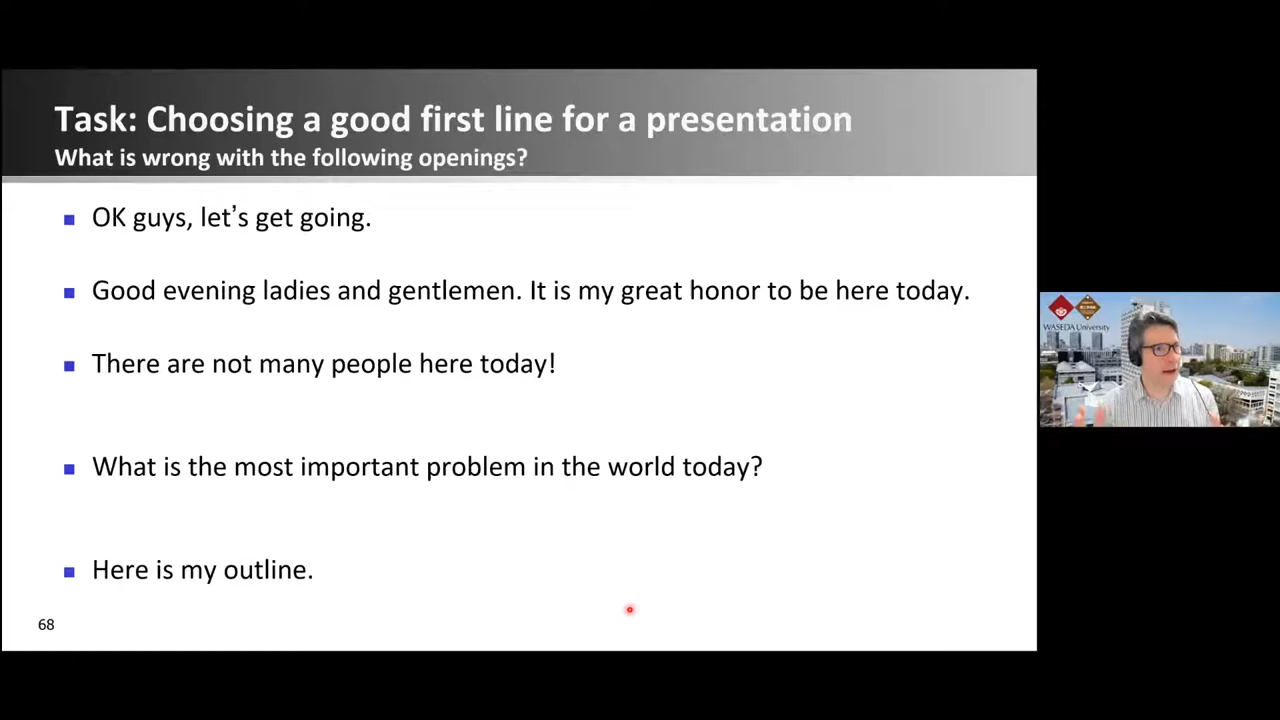 Task: Choosing a good first line for a presentation
What is wrong with the following openings?
OK guys, let’s get going.
Good evening ladies and gentlemen. It is my great honor to be here today.
There are not many people here today!
What is the most important problem in the world today?
Here is my outline.
68
WASEDA University